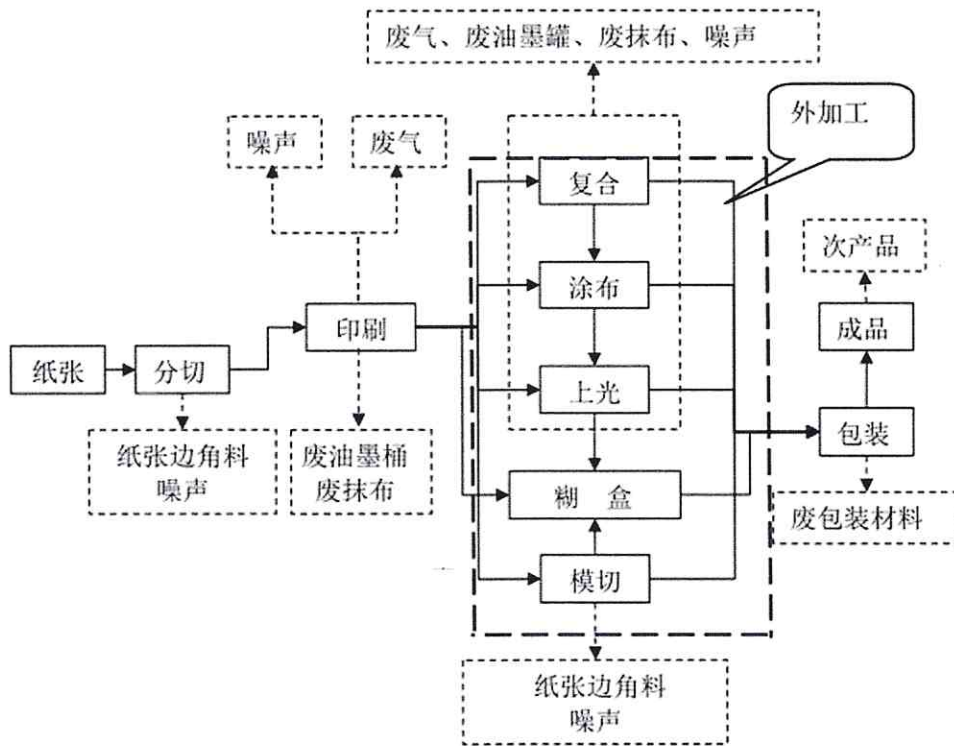 废气、废油墨罐、废抹布、噪声
外加工
噪声
废气
复合
次产品
涂布
印刷
成品
纸张
分切
上光
包装
纸张边角料
噪声
废油墨桶
废抹布
糊 盒
废包装材料
模切
纸张边角料
噪声